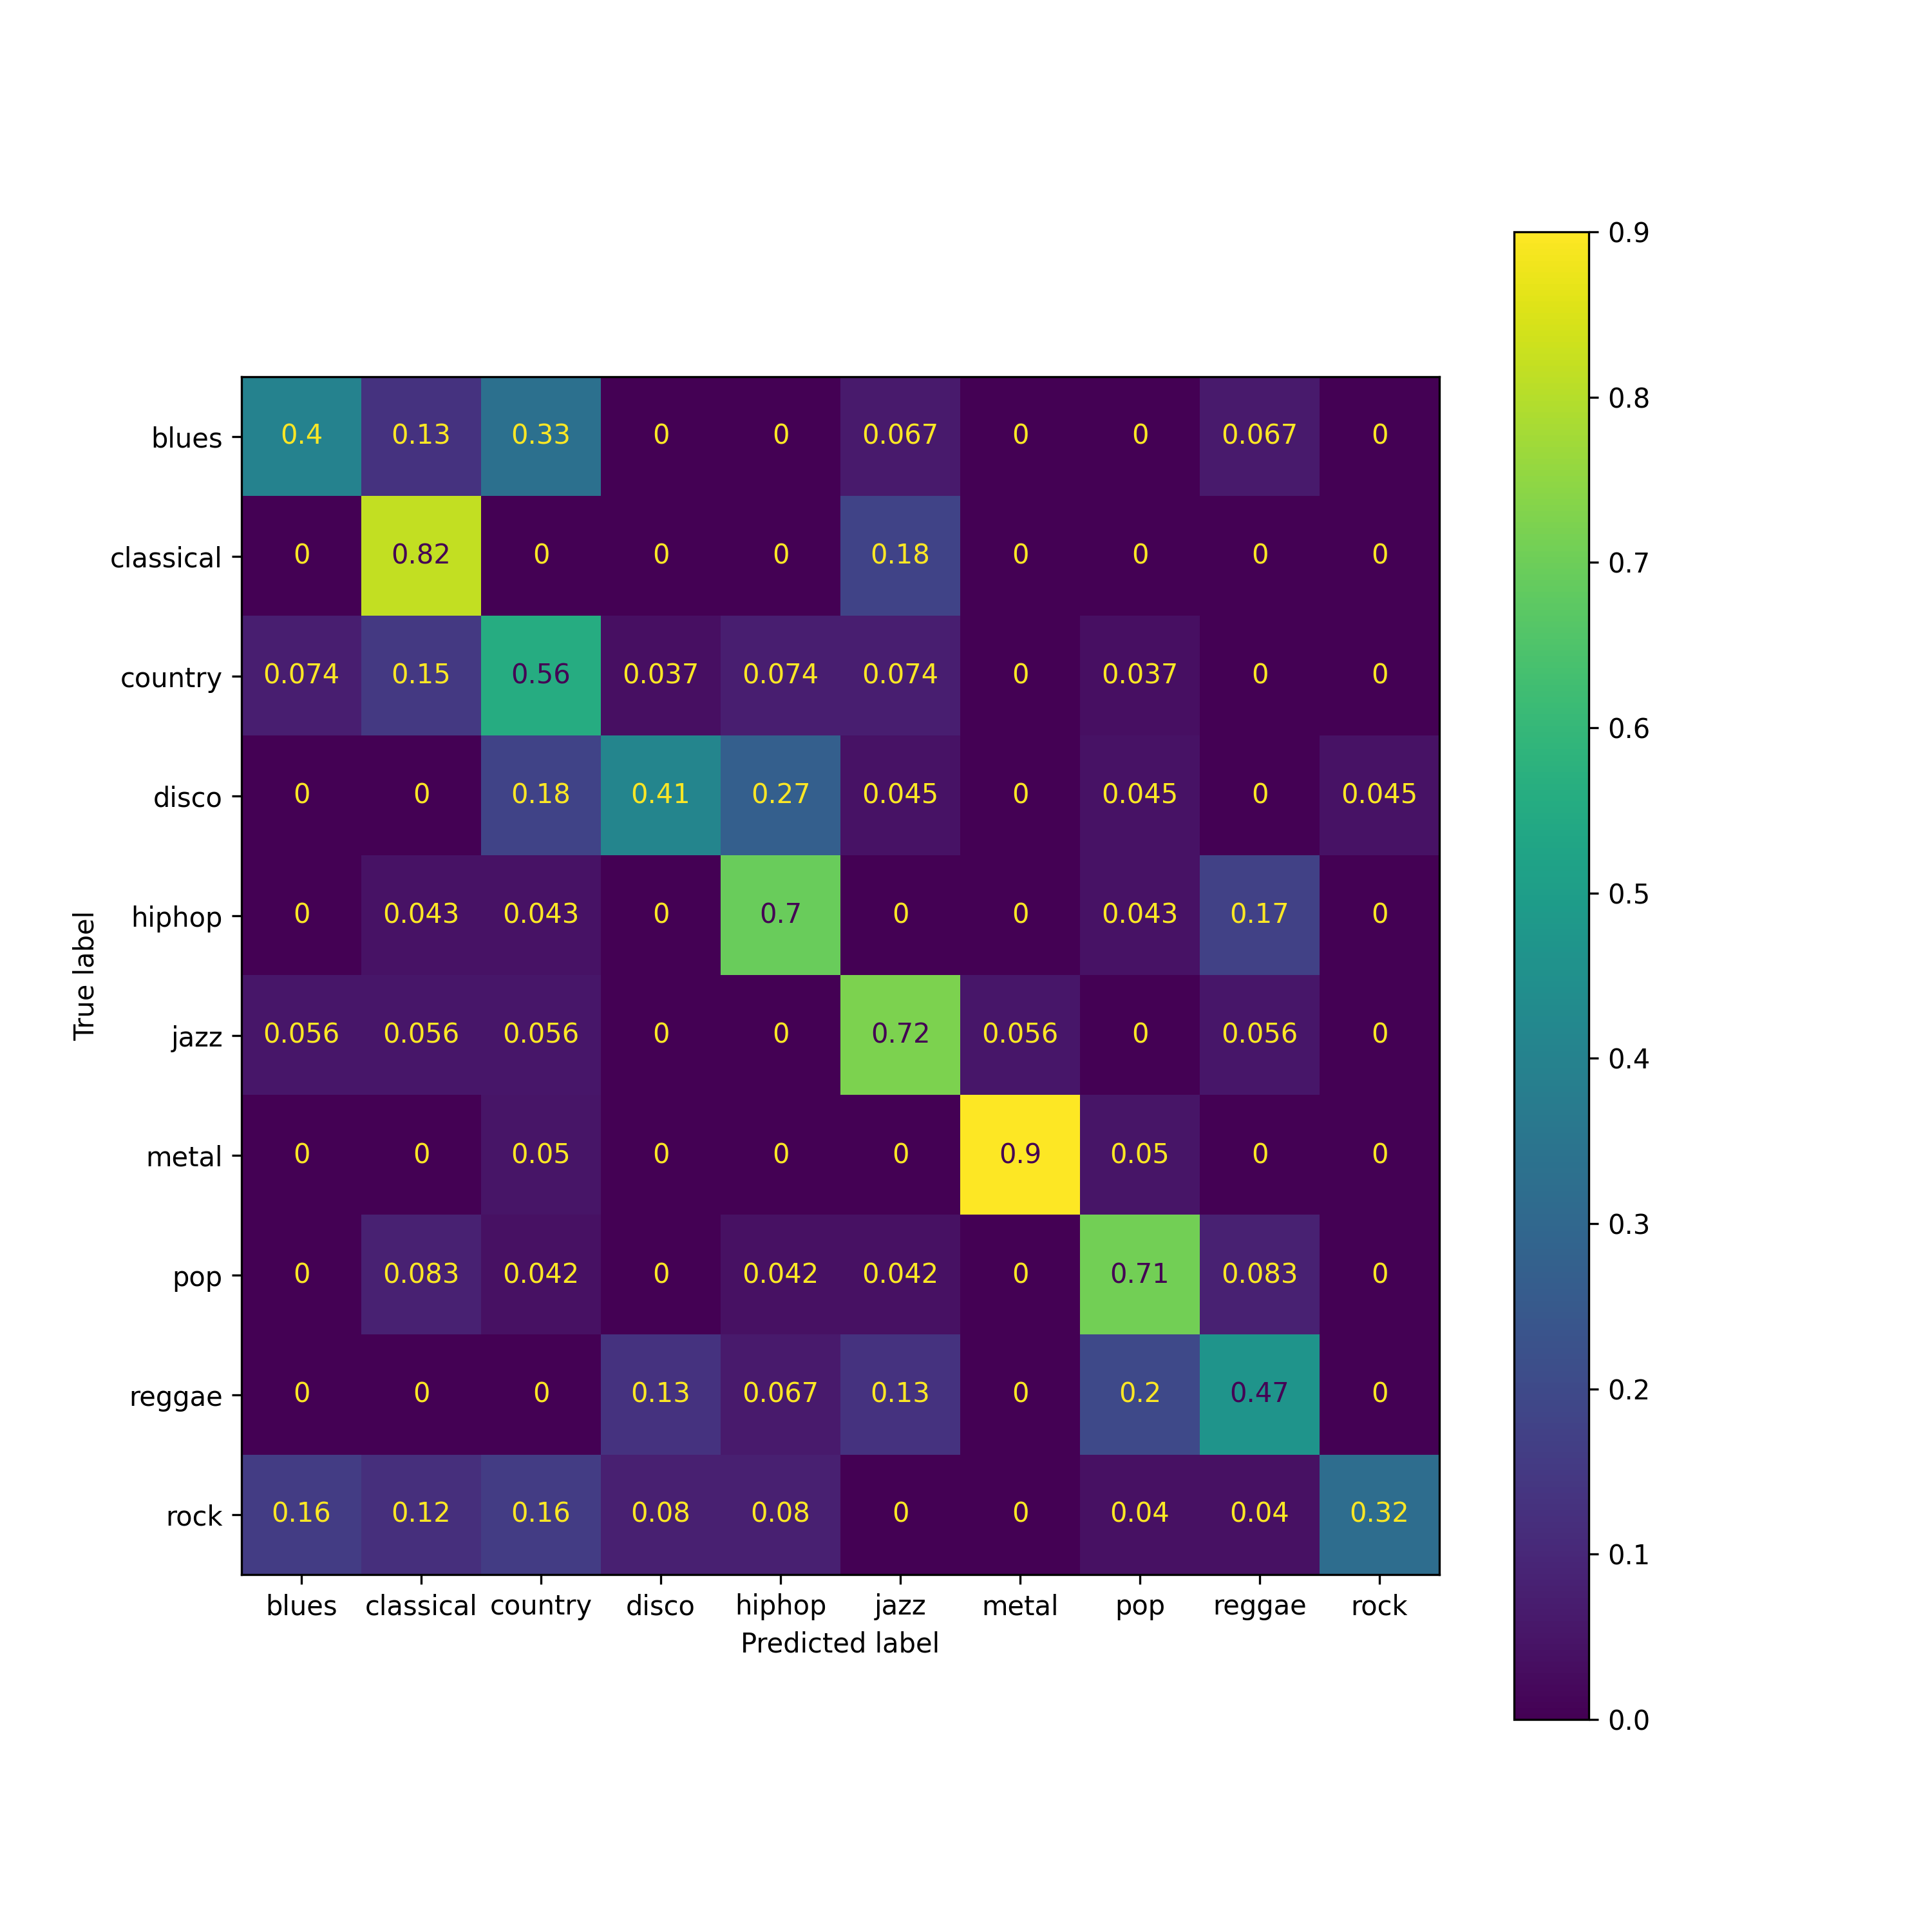 blues 0.4 0.13 0.33 0 0 0.067 0 0 0.067 0
classical 0 0.82 0 0 0 0.18 0 0 0 0
country 0.074 0.15 0.56 0.037 0.074 0.074 0 0.037 0 0
disco 0 0 0.18 0.41 0.27 0.045 0 0.045 0 0.045
hiphop 0 0.043 0.043 0 0.7 0 0 0.043 0.17 0
jazz 0.056 0.056 0.056 0 0 0.72 0.056 0 0.056 0
metal 0 0 0.05 0 0 0 0.9 0.05 0 0
pop 0 0.083 0.042 0 0.042 0.042 0 0.71 0.083 0
reggae 0 0 0 0.13 0.067 0.13 0 0.2 0.47 0
rock 0.16 0.12 0.16 0.08 0.08 0 0 0.04 0.04 0.32
blues classical country disco hiphop jazz metal pop reggae rock
Predicted label
True label
0.9
0.8
0.7
0.6
0.5
0.4
0.3
0.2
0.1
0.0